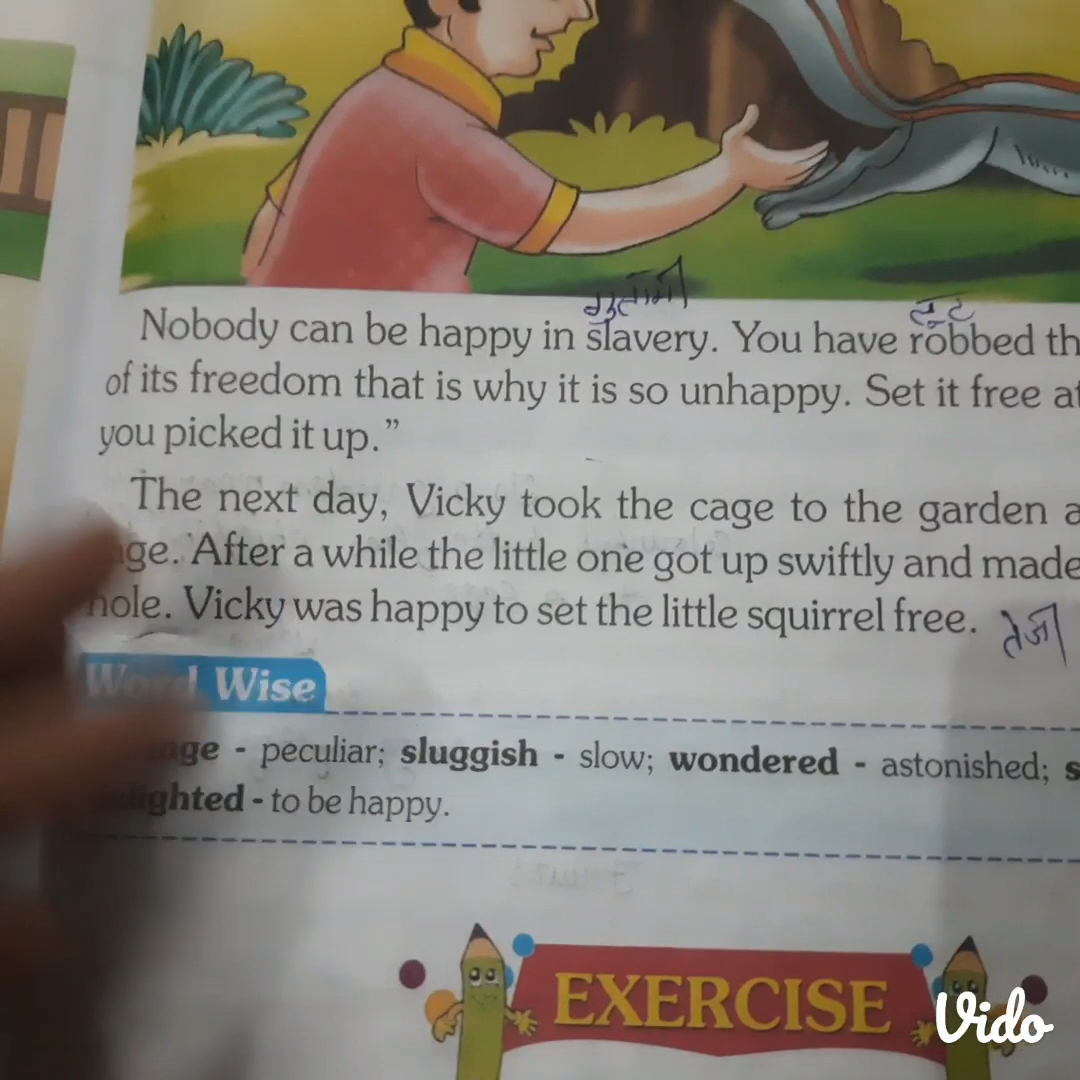 गुलामी लूट
Nobody can be happy in slavery. You have robbed th
of its freedom that is why it is so unhappy. Set it free at
you picked it up.”
The next day, Vicky took the cage to the garden a
ge. After a while the little one got up swiftly and made
hole. Vicky was happy to set the little squirrel free.
Word Wise
nge - peculiar; sluggish - slow; wondered - astonished; s
lighted - to be happy.
EXERCISE
Vido